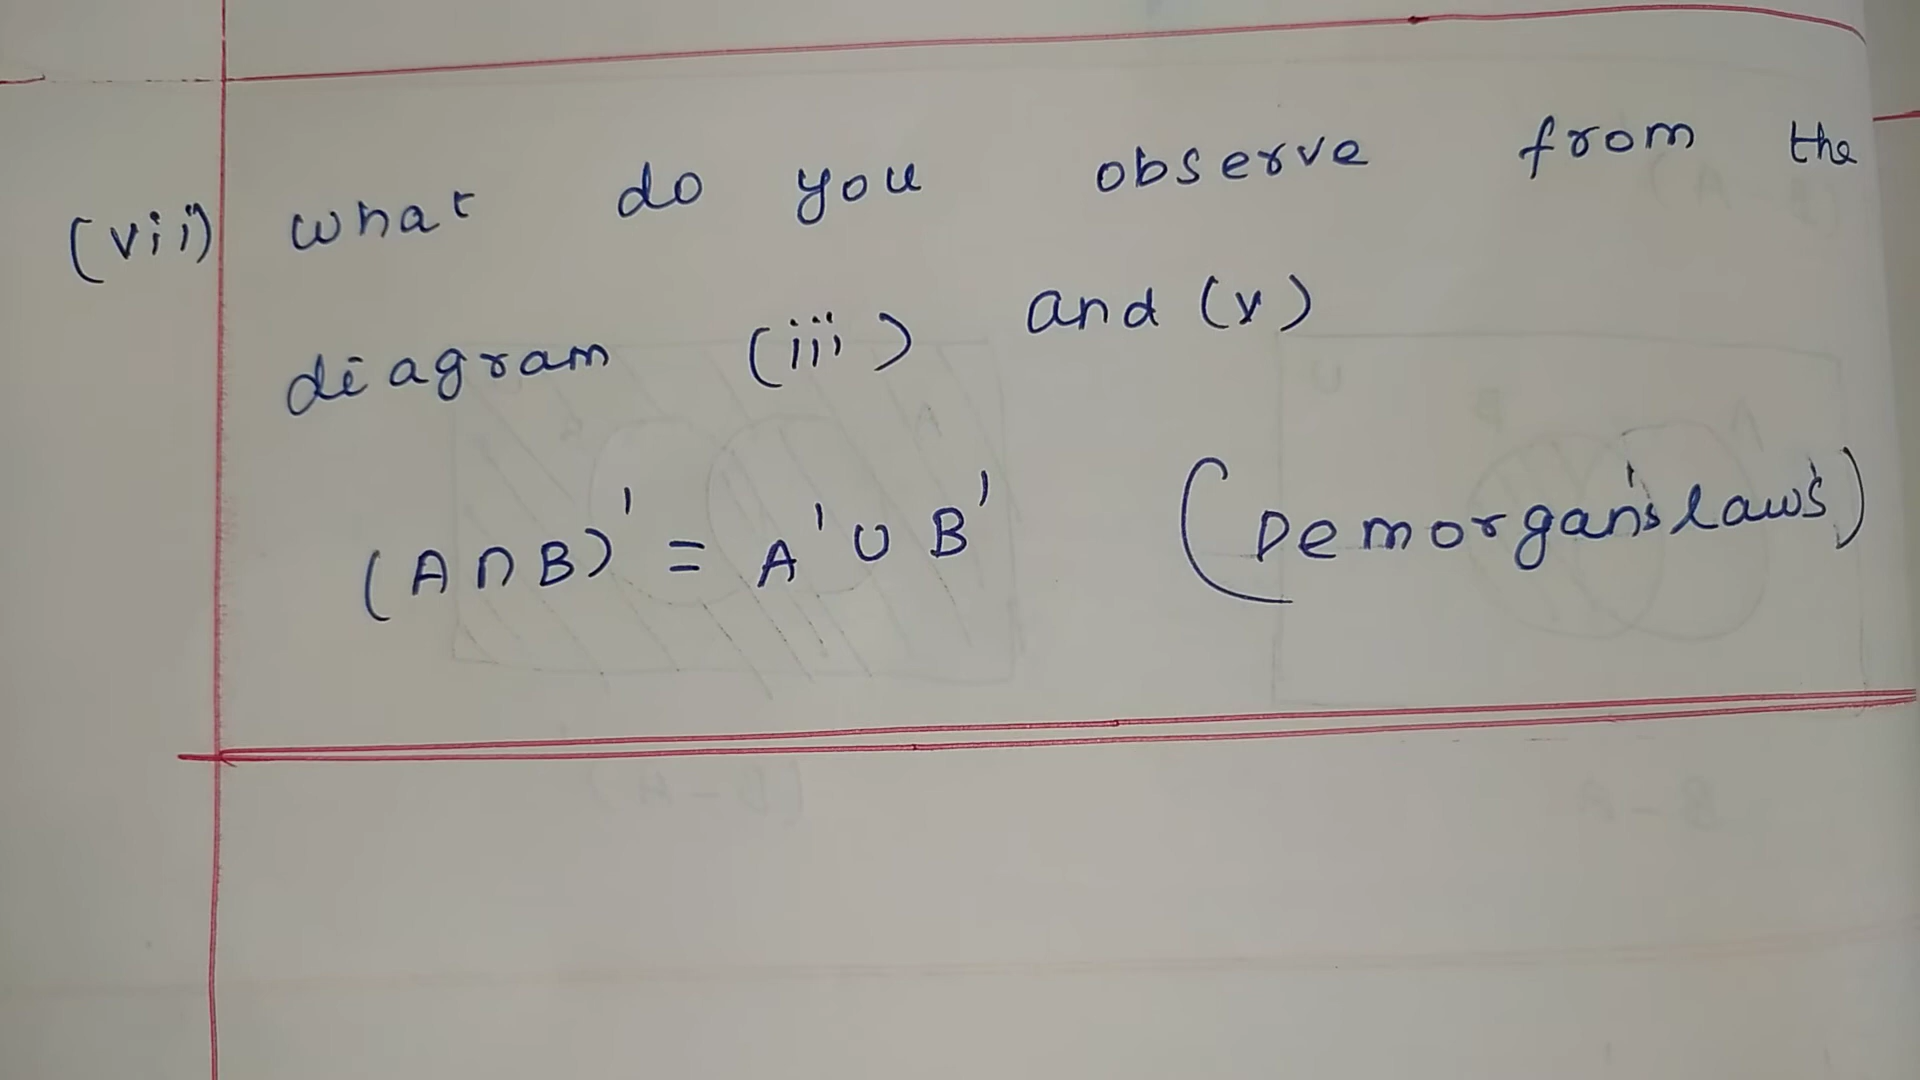 (vii) what do you observe from the
diagram (iii) and (v)
(A∩B)' = A'∪B' (Demorgan's laws)